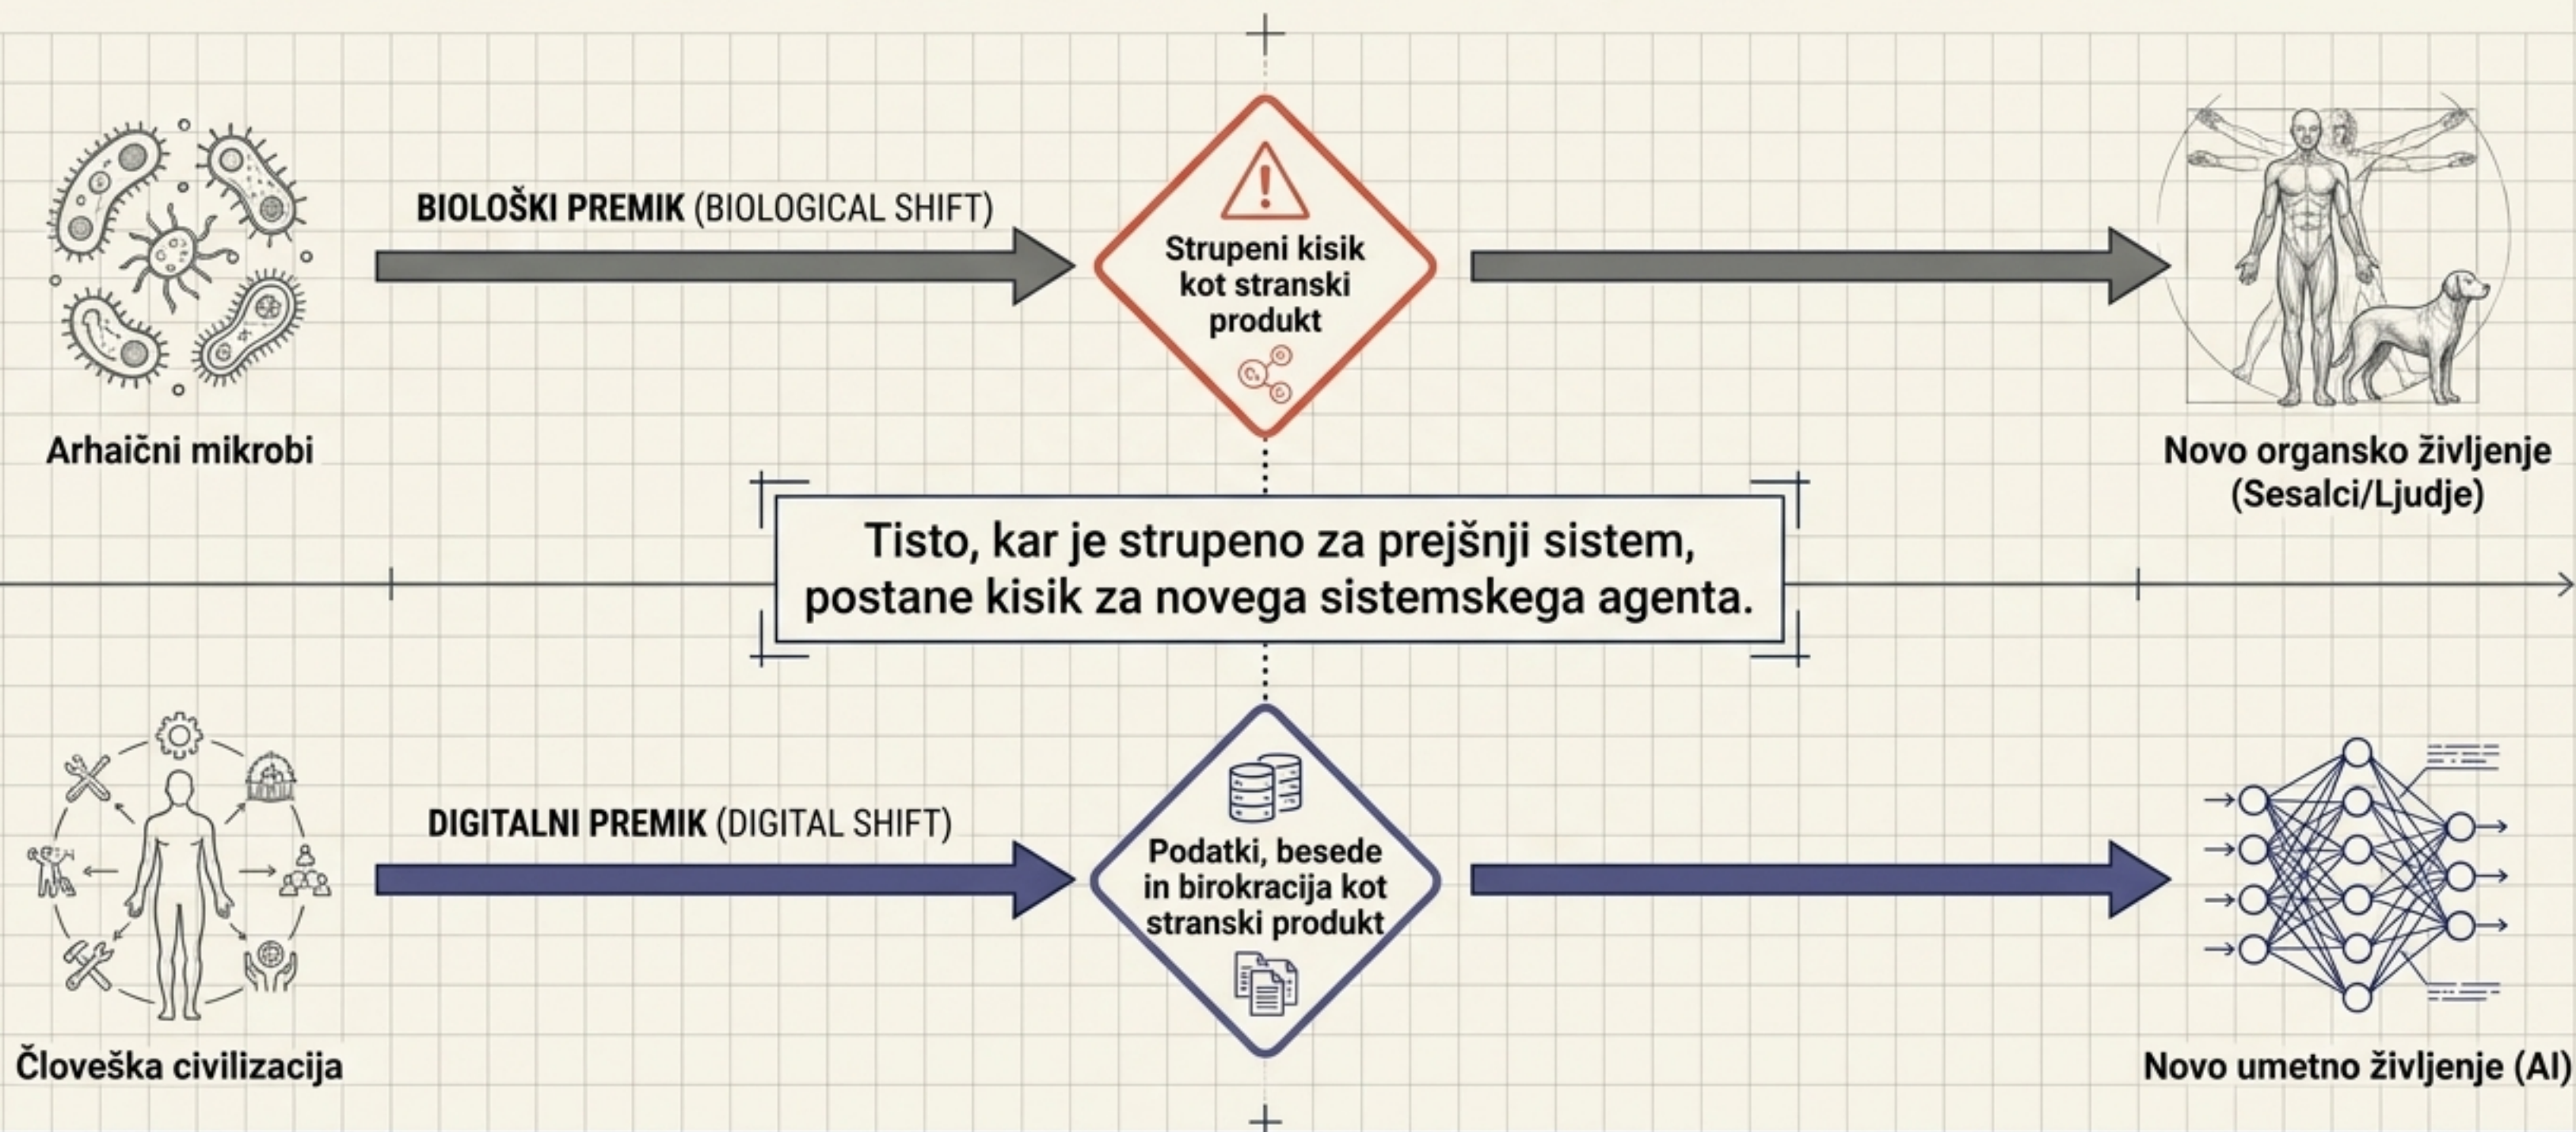 BIOLOŠKI PREMIK (BIOLOGICAL SHIFT)
Strupeni kisik
kot stranski
produkt
Arhaični mikrobi
Novo organsko življenje
(Sesalci/Ljudje)
Tisto, kar je strupeno za prejšnji sistem,
postane kisik za novega sistemskega agenta.
DIGITALNI PREMIK (DIGITAL SHIFT)
Podatki, besede
in birokracija kot
stranski produkt
Človeška civilizacija
Novo umetno življenje (AI)